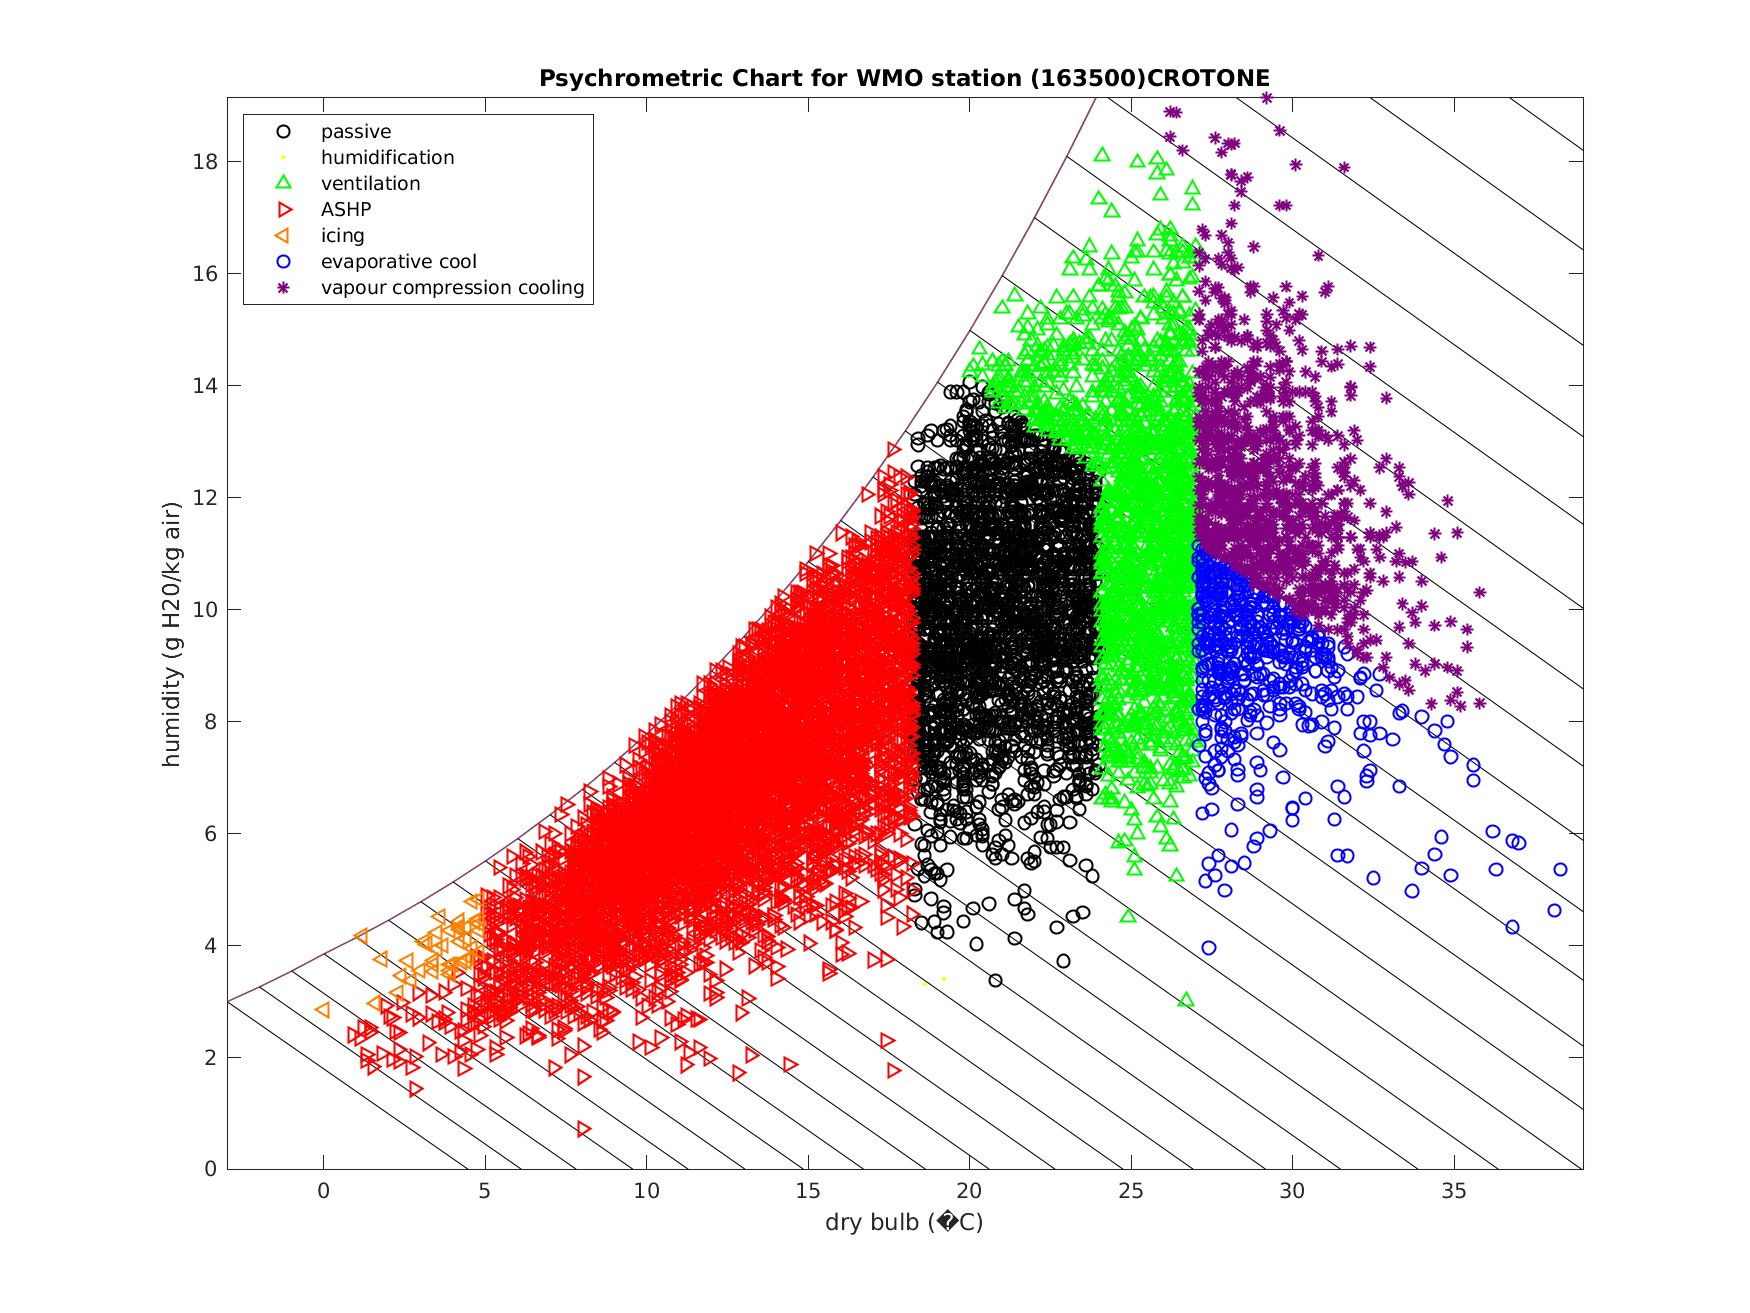 Psychrometric Chart for WMO station (163500)CROTONE
passive
humidification
ventilation
ASHP
icing
evaporative cool
vapour compression cooling
humidity (g H20/kg air)
18
16
14
12
10
8
6
4
2
0
0 5 10 15 20 25 30 35
dry bulb (�C)